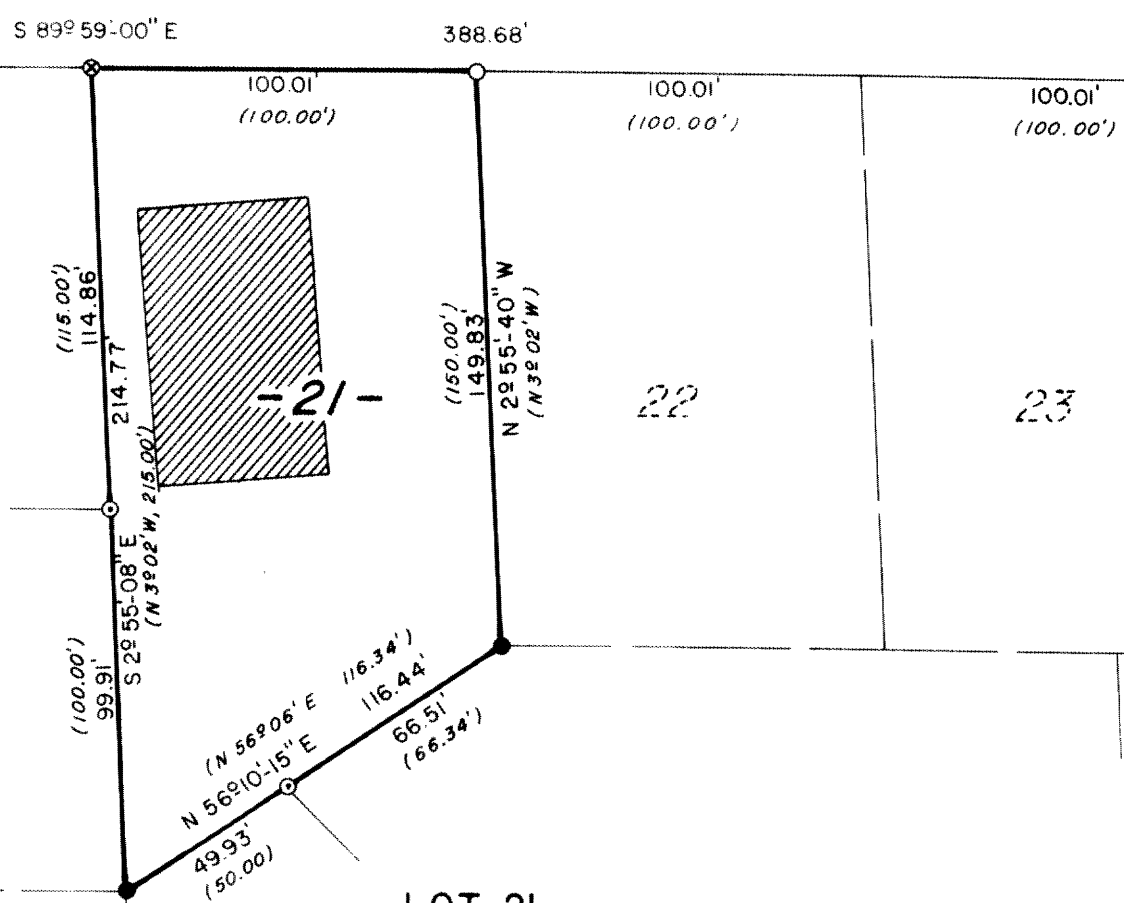 S 89º 59'-00" E
388.68'
100.01'
(100.00')
100.01'
(100.00')
100.01'
(100.00')
(115.00')
114.86'
214.77'
S 2º 55'-08" E
(N 3º 02' W, 215.00')
(100.00')
99.91'
-21-
(150.00')
149.83'
N 2º 55'-40" W
(N 3º 02' W)
22
23
(N 56º 06' E 116.34')
N 56º 10'-15" E 116.44'
66.51'
(66.34')
49.93'
(50.00)
LOT 21